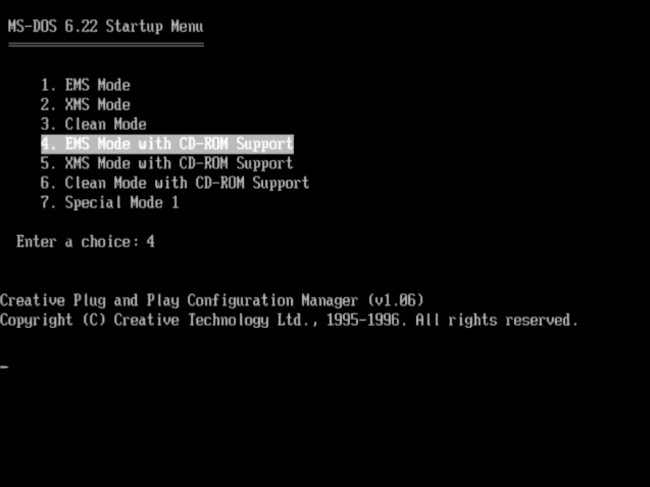 MS-DOS 6.22 Startup Menu
1. EMS Mode
2. XMS Mode
3. Clean Mode
4. EMS Mode with CD-ROM Support
5. XMS Mode with CD-ROM Support
6. Clean Mode with CD-ROM Support
7. Special Mode 1
Enter a choice: 4
Creative Plug and Play Configuration Manager (v1.06)
Copyright (C) Creative Technology Ltd., 1995-1996. All rights reserved.